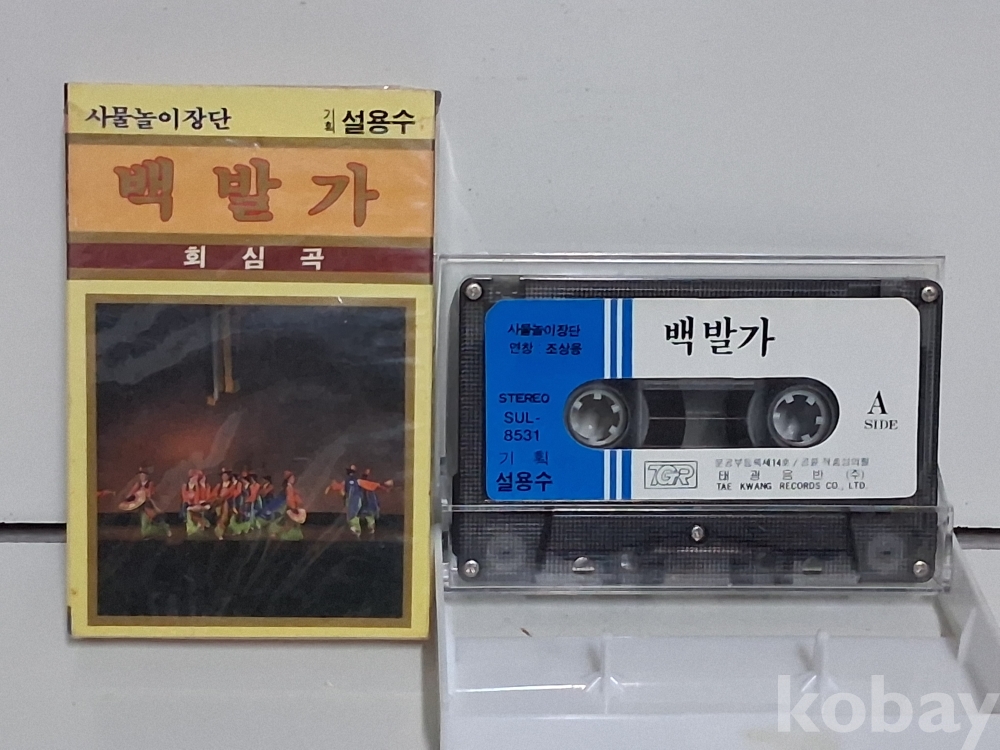 사물놀이장단
기획 설용수
백발가
회심곡
사물놀이장단
연창 조상용
STEREO
SUL-
8531
기획
설용수
백발가
A
SIDE
TGR
태광음반(주)
TAE KWANG RECORDS CO., LTD.
kobay